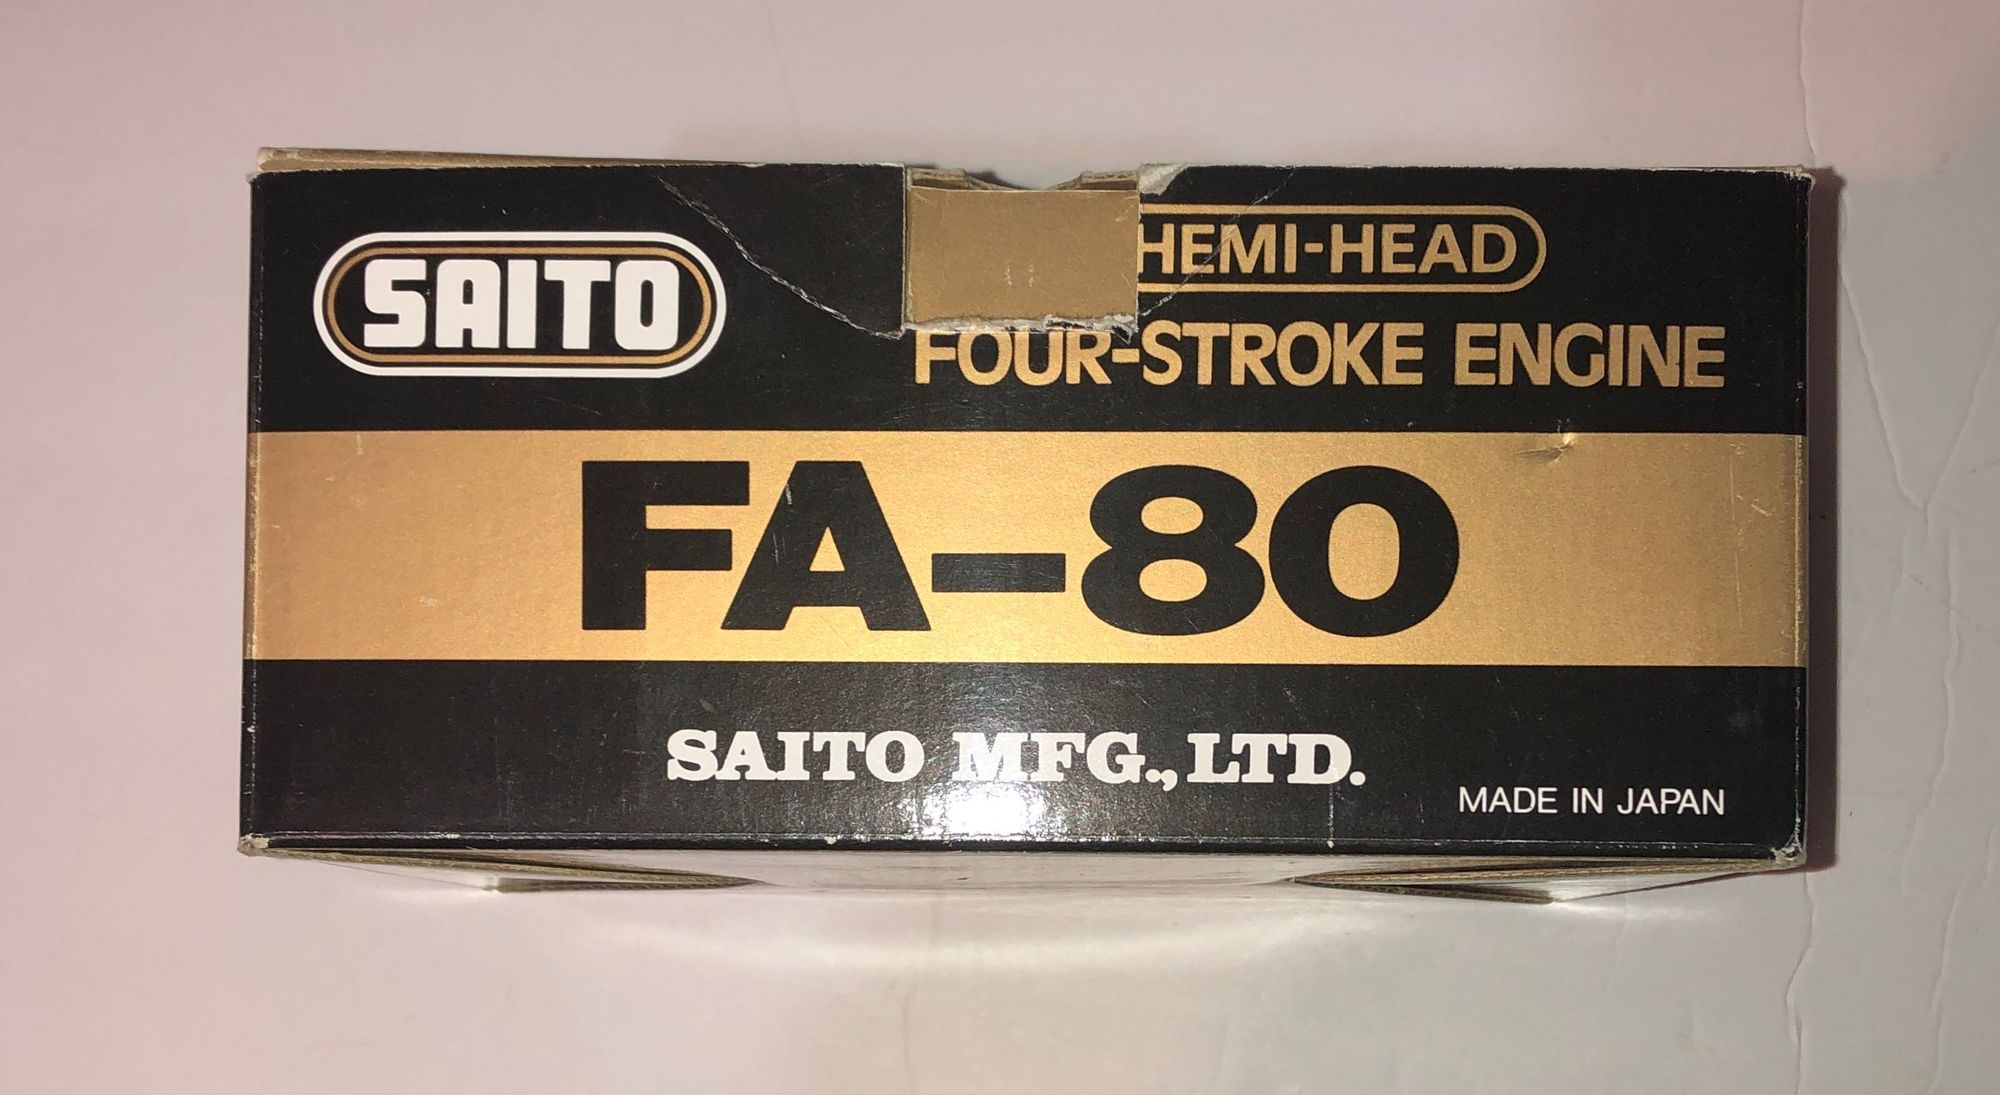 SAITO
HEMI-HEAD
FOUR-STROKE ENGINE
FA-80
SAITO MFG., LTD.
MADE IN JAPAN